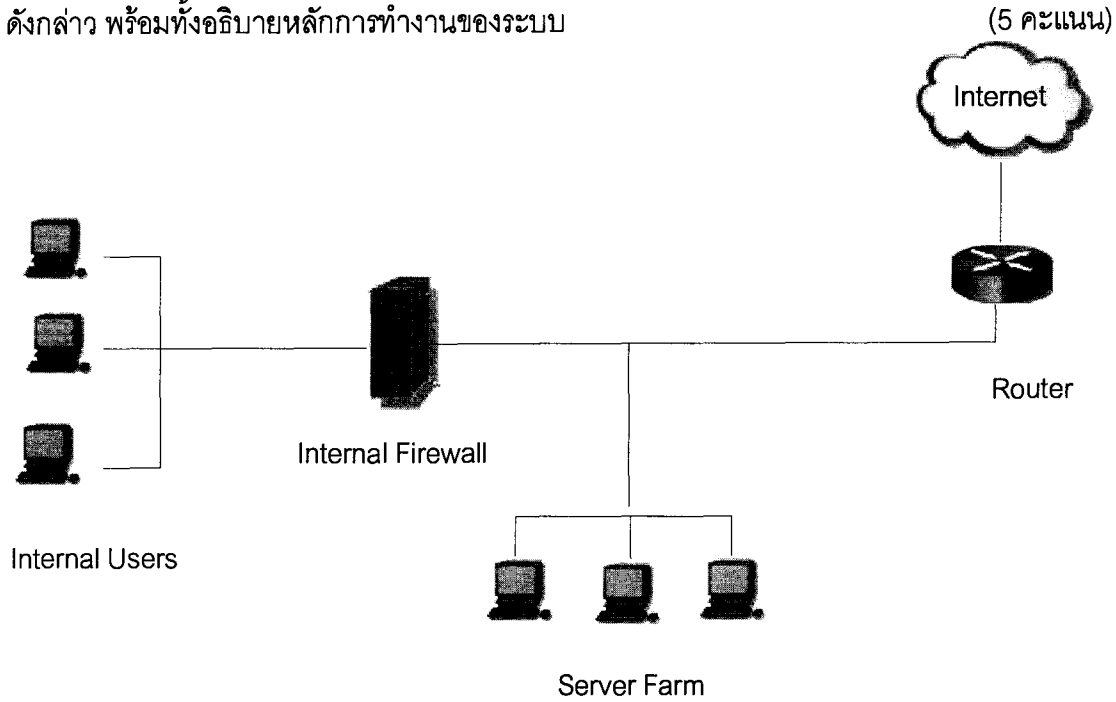 ดังกล่าว พร้อมทั้งอธิบายหลักการทำงานของระบบ (5 คะแนน)
Internet
Router
Internal Firewall
Internal Users
Server Farm